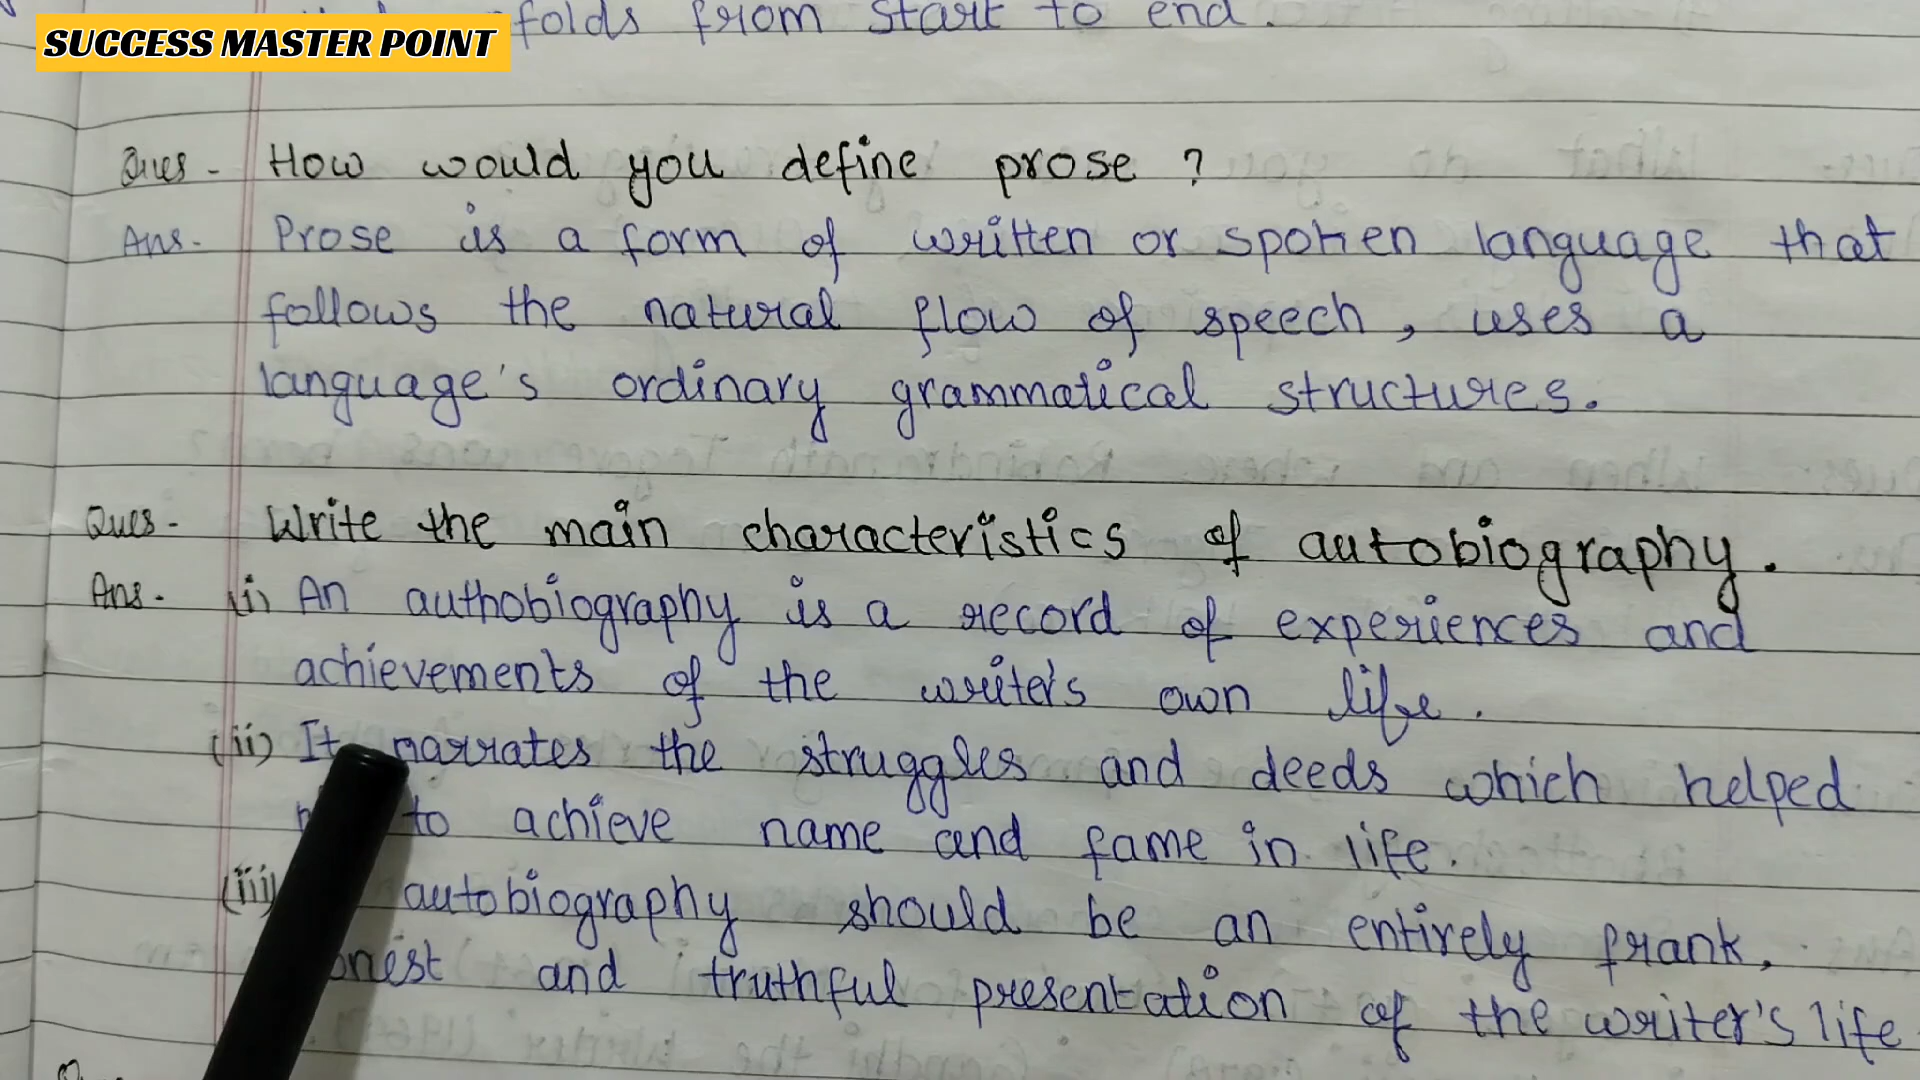 folds from start to end.
SUCCESS MASTER POINT
Ques - How would you define prose ?
Ans - Prose is a form of written or spoken language that
follows the natural flow of speech, uses a
language's ordinary grammatical structures.
Ques - Write the main characteristics of autobiography.
Ans - (i) An authobiography is a record of experiences and
achievements of the writer's own life.
(ii) It narrates the struggles and deeds which helped
to achieve name and fame in life.
(iii) autobiography should be an entirely frank,
and truthful presentation of the writer's life